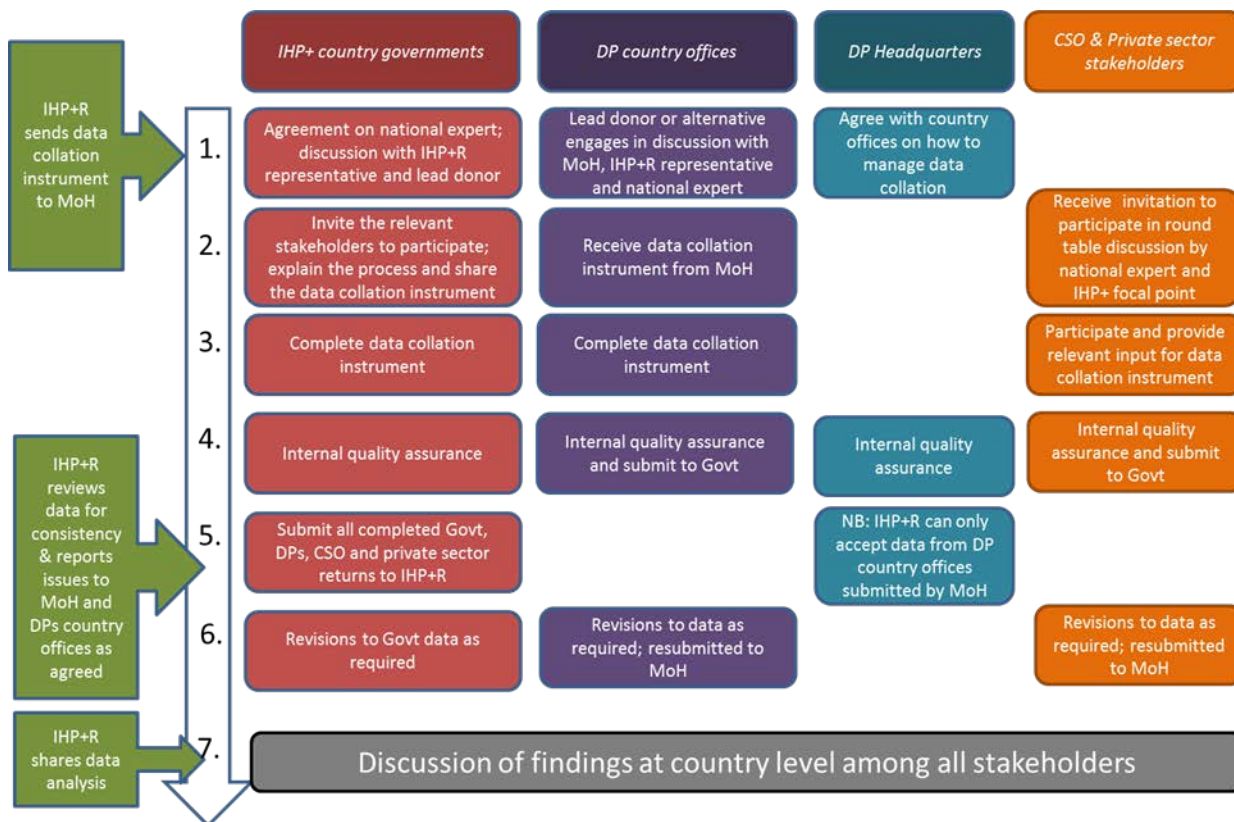 IHP+ country governments
DP country offices
DP Headquarters
CSO & Private sector
stakeholders
IHP+R
sends data
collation
instrument
to MoH
1.
Agreement on national expert;
discussion with IHP+R
representative and lead donor
Lead donor or alternative
engages in discussion with
MoH, IHP+R representative
and national expert
Agree with country
offices on how to
manage data
collation
2.
Invite the relevant
stakeholders to participate;
explain the process and share
the data collation instrument
Receive data collation
instrument from MoH
Receive invitation to
participate in round
table discussion by
national expert and
IHP+ focal point
3.
Complete data collation
instrument
Complete data collation
instrument
Participate and provide
relevant input for data
collation instrument
4.
Internal quality assurance
Internal quality assurance
and submit to Govt
Internal quality
assurance
Internal quality
assurance and submit
to Govt
IHP+R
reviews
data for
consistency
& reports
issues to
MoH and
DPs country
offices as
agreed
5.
Submit all completed Govt,
DPs, CSO and private sector
returns to IHP+R
NB: IHP+R can only
accept data from DP
country offices
submitted by MoH
6.
Revisions to Govt data as
required
Revisions to data as
required; resubmitted to
MoH
Revisions to data as
required; resubmitted to
MoH
IHP+R
shares data
analysis
7.
Discussion of findings at country level among all stakeholders